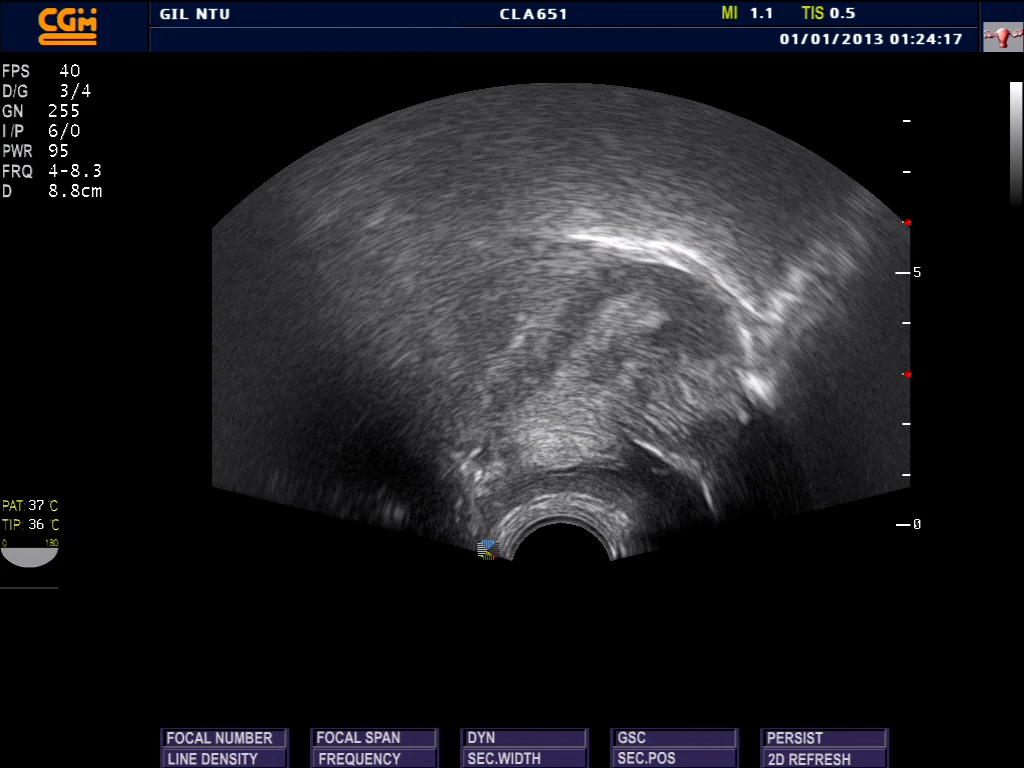 CGM
GIL NTU CLA651 MI 1.1 TIS 0.5
01/01/2013 01:24:17
FPS 40
D/G 3/4
GN 255
I/P 6/0
PWR 95
FRQ 4-8.3
D 8.8cm
5
PAT: 37 °C
TIP: 36 °C
0 180
0
FOCAL NUMBER FOCAL SPAN DYN GSC PERSIST
LINE DENSITY FREQUENCY SEC.WIDTH SEC.POS 2D REFRESH